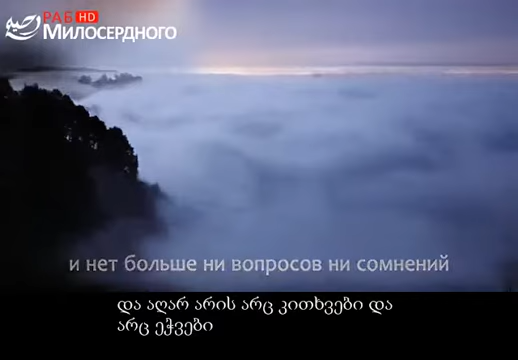 РАБ HD
Милосердного
и нет больше ни вопросов ни сомнений
და აღარ არის არც კითხვები და
არც ეჭვები